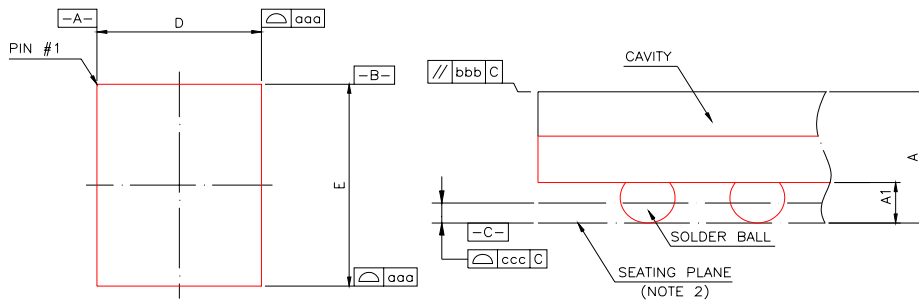 -A-
D
⌓ aaa
PIN #1
-B-
E
⌓ aaa
// bbb C
CAVITY
A
A1
-C-
⌓ ccc C
SOLDER BALL
SEATING PLANE
(NOTE 2)